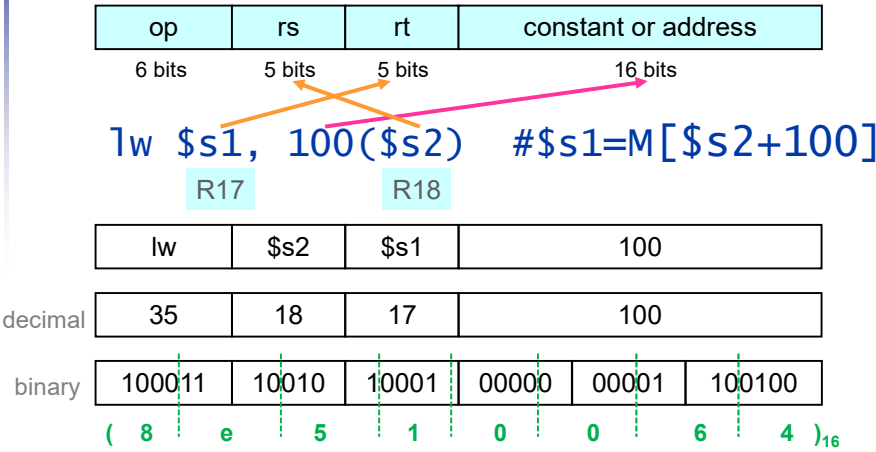 op rs rt constant or address
6 bits 5 bits 5 bits 16 bits
lw $s1, 100($s2) #$s1=M[$s2+100]
R17 R18
lw $s2 $s1 100
decimal 35 18 17 100
binary 100011 10010 10001 00000 00001 100100
( 8 e 5 1 0 0 6 4 )16